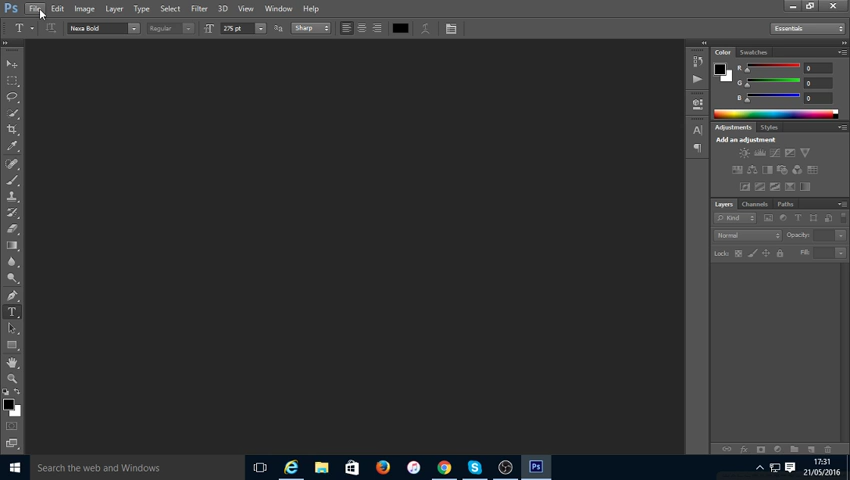 Ps File Edit Image Layer Type Select Filter 3D View Window Help
T Nexa Bold Regular T 275 pt aa Sharp Essentials
Color Swatches
R 0
G 0
B 0
Adjustments Styles
Add an adjustment
Layers Channels Paths
Kind
Normal Opacity:
Lock: Fill:
Search the web and Windows
Ps
17:31
21/05/2016